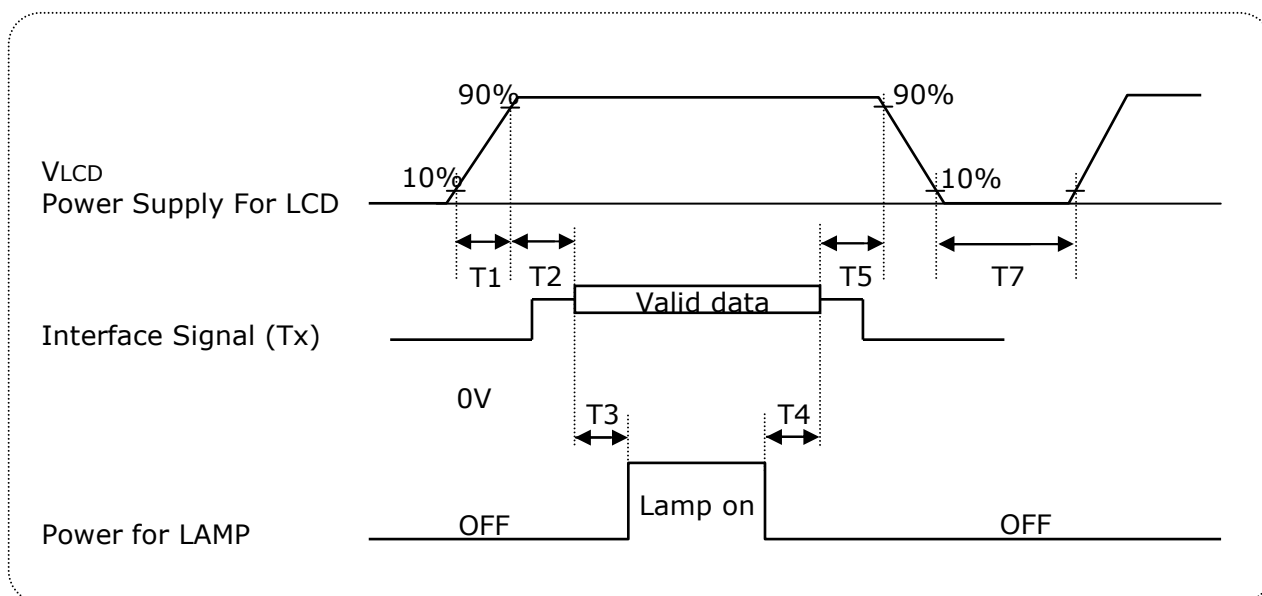 90%
90%
VLCD
10%
10%
Power Supply For LCD
T1
T2
T5
T7
Valid data
Interface Signal (Tx)
0V
T3
T4
Lamp on
Power for LAMP
OFF
OFF